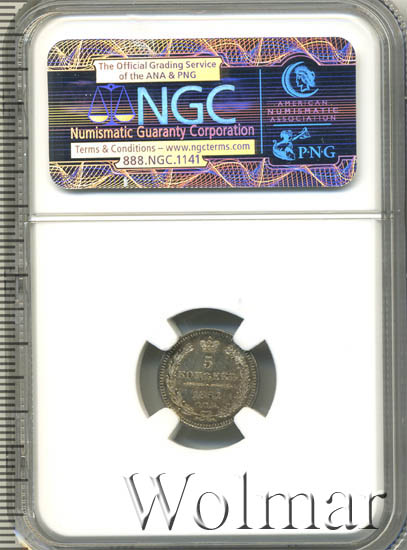 The Official Grading Service
of the ANA & PNG
NGC
Numismatic Guaranty Corporation
Terms & Conditions – www.ngcterms.com
888.NGC.1141
AMERICAN
NUMISMATIC
ASSOCIATION
PNG
5
КОПѢЕКЪ
Wolmar